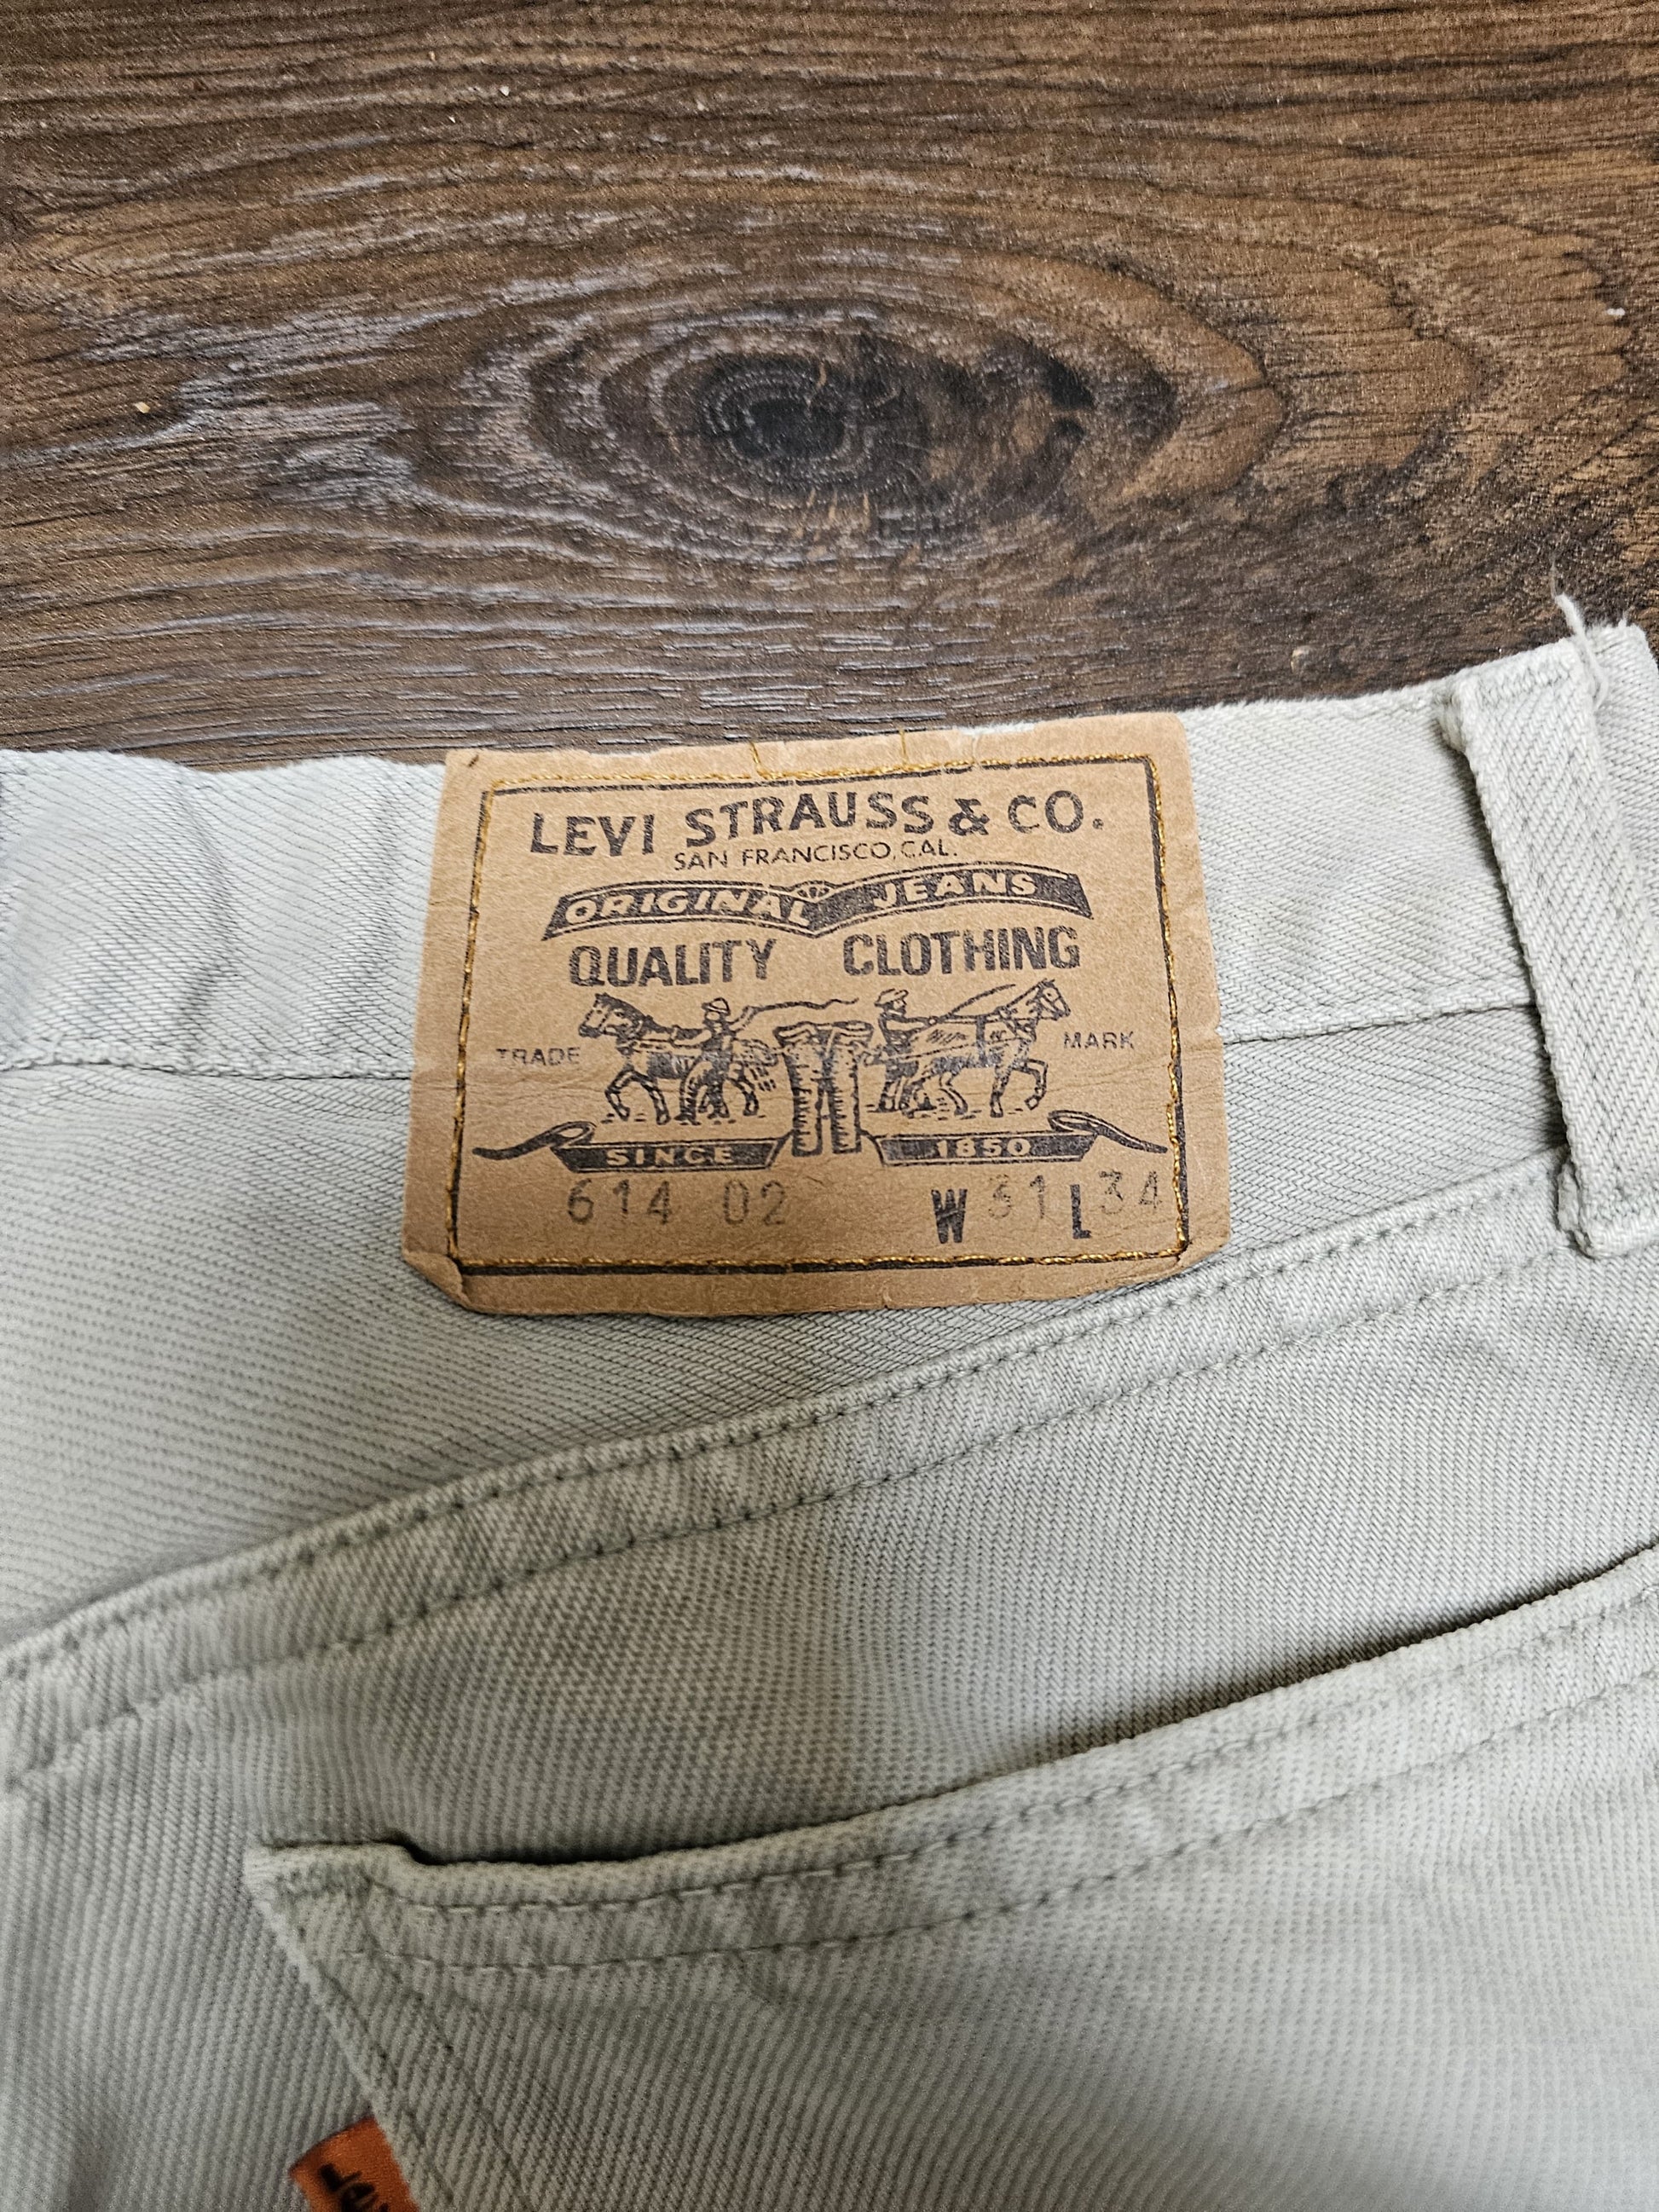 LEVI STRAUSS & CO.
SAN FRANCISCO, CAL.
ORIGINAL JEANS
QUALITY CLOTHING
TRADE MARK
SINCE 1850
614 02 W 31 L 34